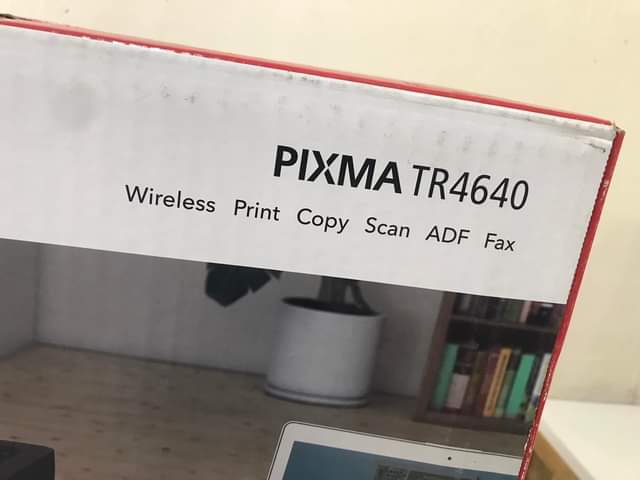 PIXMA TR4640
Wireless Print Copy Scan ADF Fax